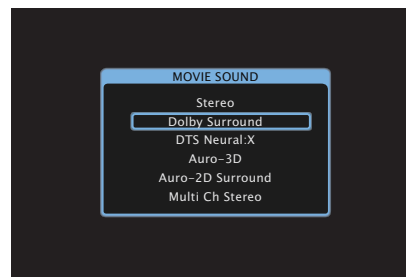 MOVIE SOUND
Stereo
Dolby Surround
DTS Neural:X
Auro-3D
Auro-2D Surround
Multi Ch Stereo